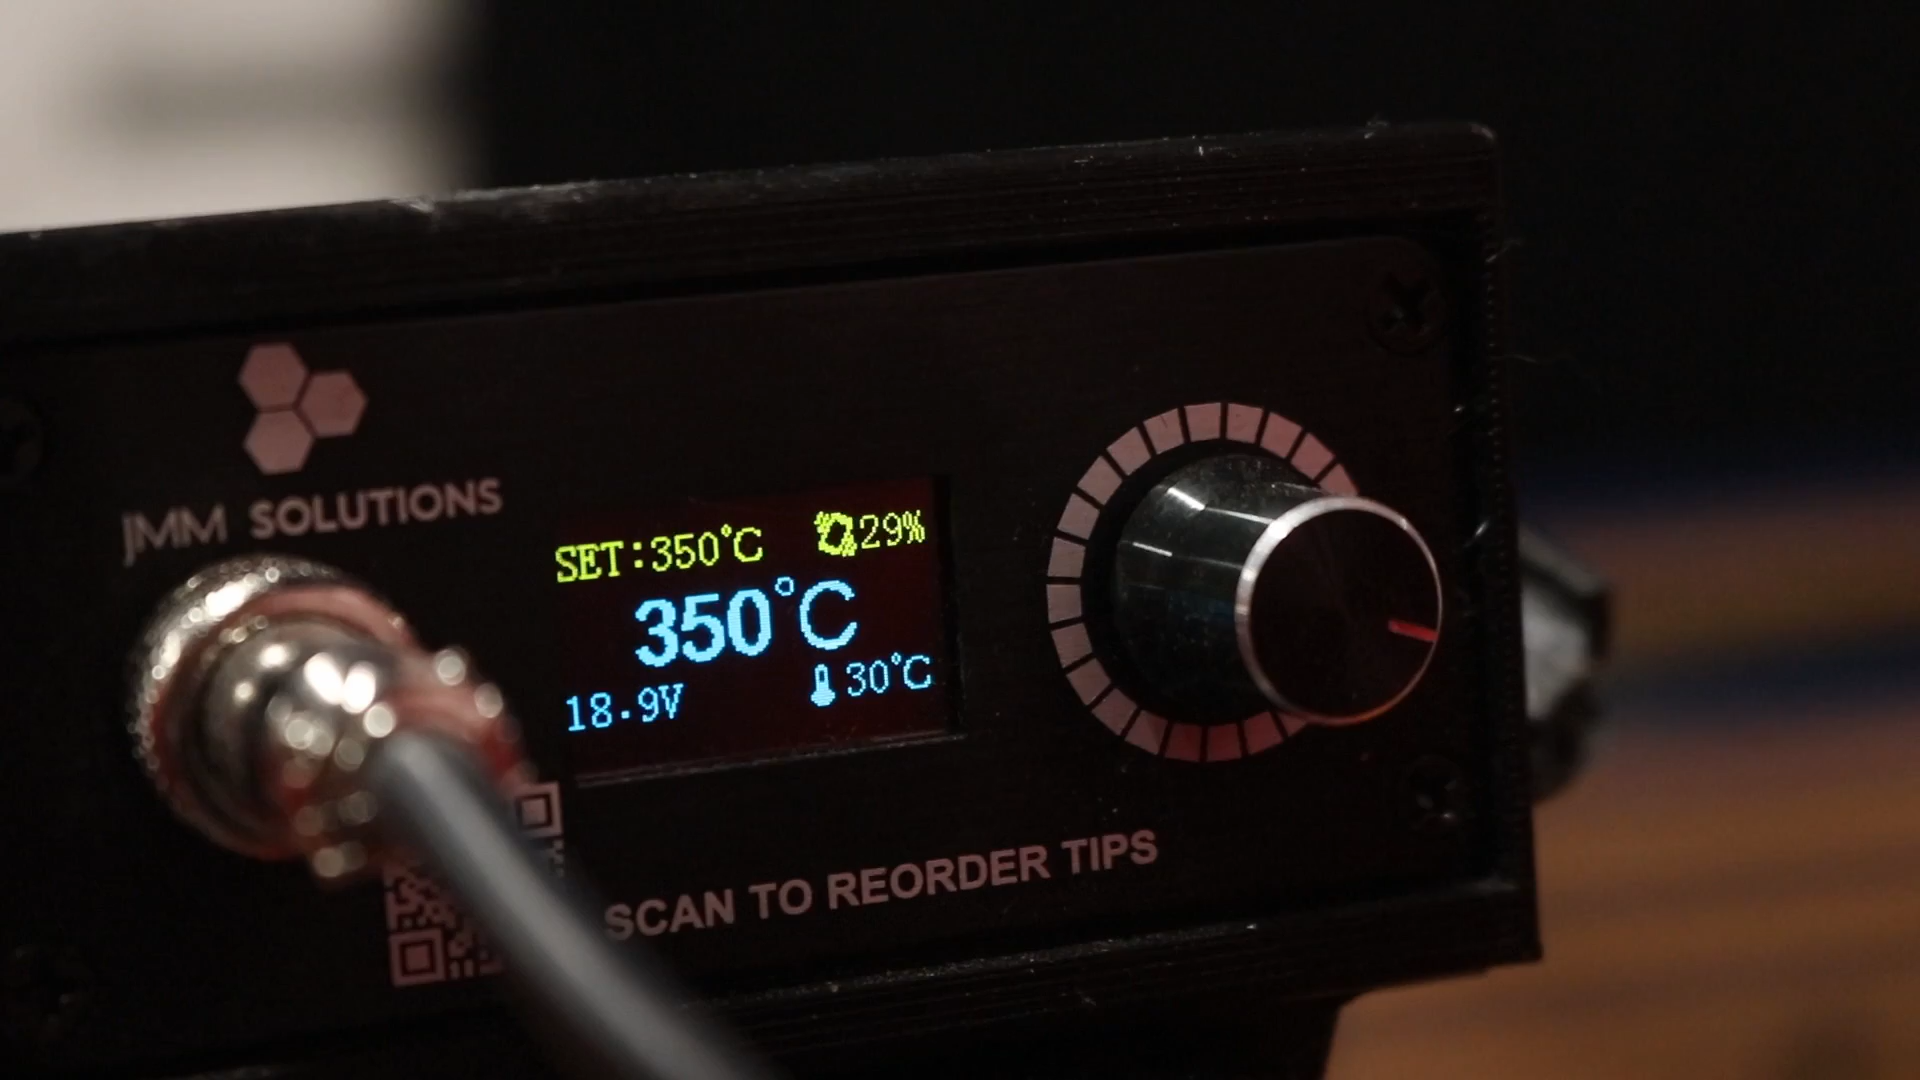 JMM SOLUTIONS
SET:350°C 29%
350°C
18.9V 30°C
SCAN TO REORDER TIPS